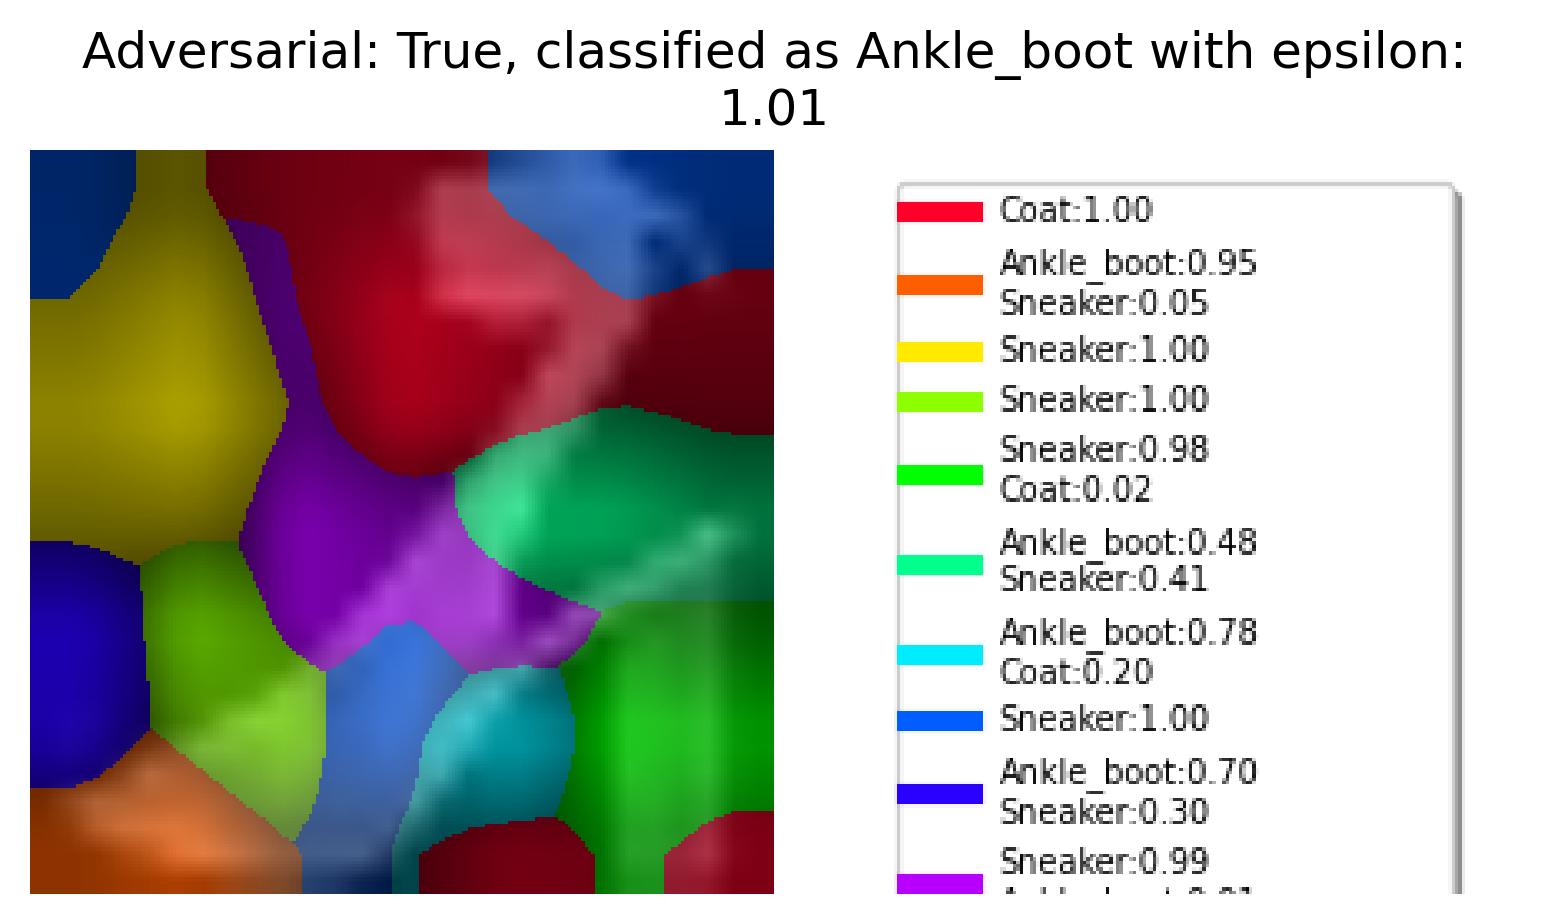 Adversarial: True, classified as Ankle_boot with epsilon:
1.01
Coat:1.00
Ankle_boot:0.95
Sneaker:0.05
Sneaker:1.00
Sneaker:1.00
Sneaker:0.98
Coat:0.02
Ankle_boot:0.48
Sneaker:0.41
Ankle_boot:0.78
Coat:0.20
Sneaker:1.00
Ankle_boot:0.70
Sneaker:0.30
Sneaker:0.99